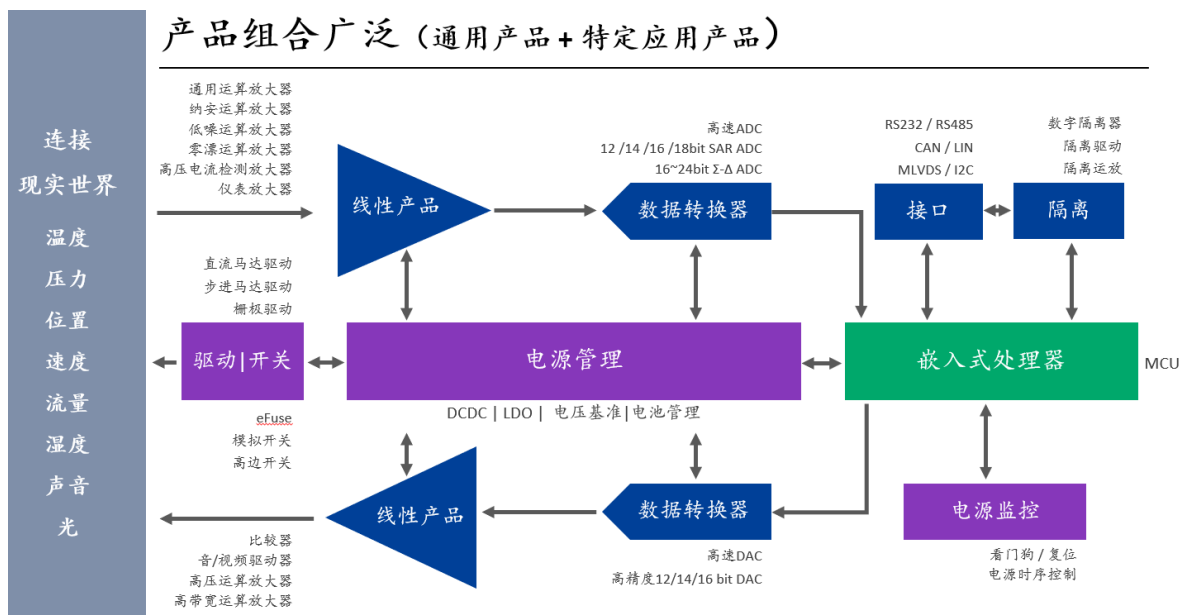 产品组合广泛（通用产品+特定应用产品）
连接
现实世界
温度
压力
位置
速度
流量
湿度
声音
光
通用运算放大器
纳安运算放大器
低噪运算放大器
零漂运算放大器
高压电流检测放大器
仪表放大器
线性产品
高速ADC
12 /14 /16 /18bit SAR ADC
16~24bit Σ-Δ ADC
数据转换器
RS232 / RS485
CAN / LIN
MLVDS / I2C
接口
数字隔离器
隔离驱动
隔离运放
隔离
直流马达驱动
步进马达驱动
栅极驱动
驱动|开关
eFuse
模拟开关
高边开关
电源管理
DCDC | LDO | 电压基准|电池管理
嵌入式处理器
MCU
线性产品
比较器
音/视频驱动器
高压运算放大器
高带宽运算放大器
数据转换器
高速DAC
高精度12/14/16 bit DAC
电源监控
看门狗 / 复位
电源时序控制